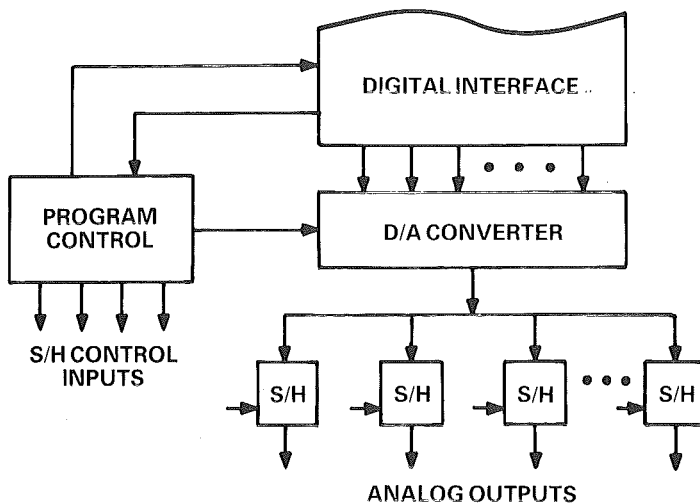 DIGITAL INTERFACE
PROGRAM
CONTROL
D/A CONVERTER
S/H CONTROL
INPUTS
S/H
S/H
S/H
S/H
ANALOG OUTPUTS